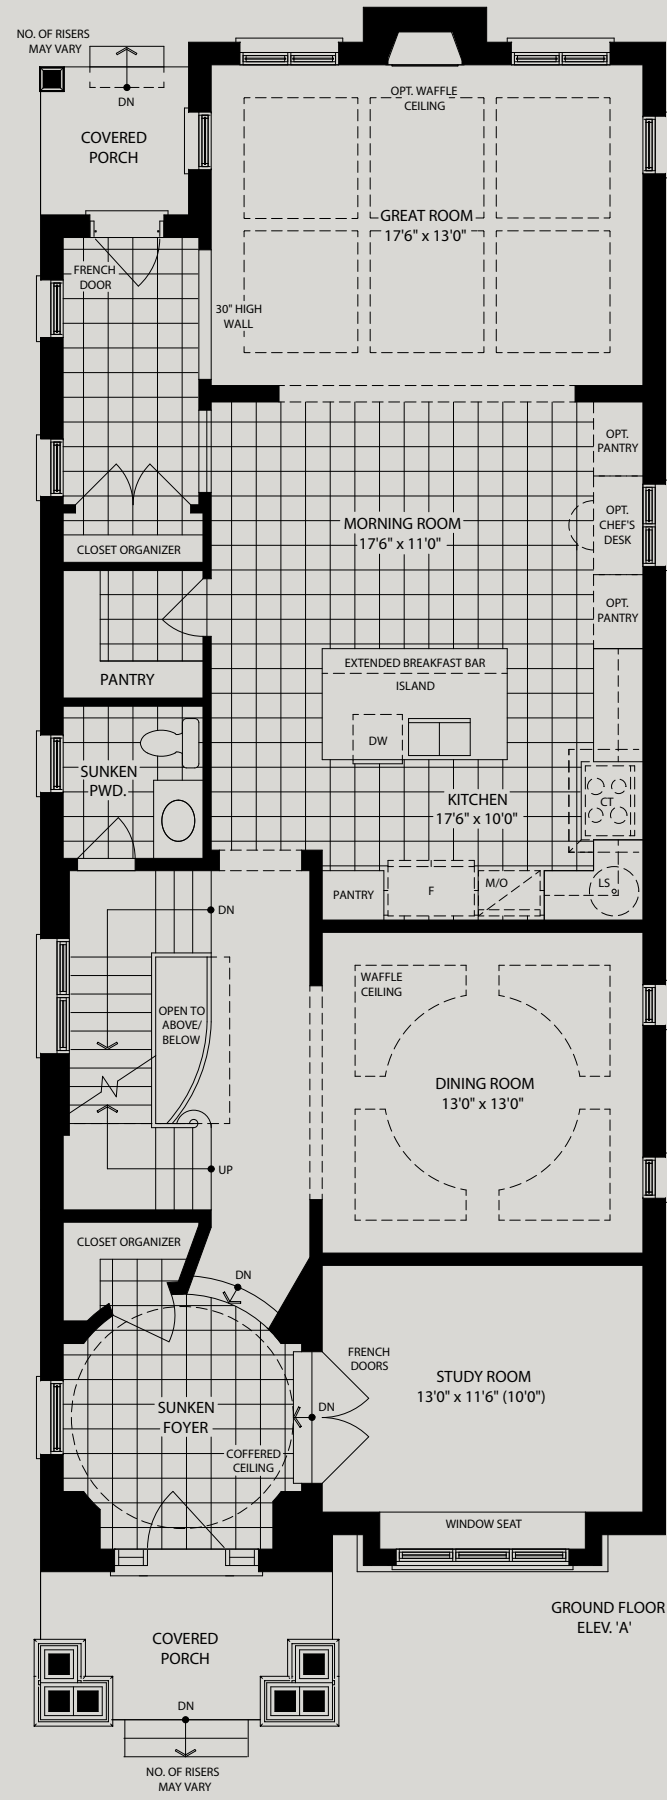 NO. OF RISERS
MAY VARY
DN
COVERED
PORCH
OPT. WAFFLE
CEILING
GREAT ROOM
17'6" x 13'0"
FRENCH
DOOR
30" HIGH
WALL
OPT.
PANTRY
MORNING ROOM
17'6" x 11'0"
OPT.
CHEF'S
DESK
CLOSET ORGANIZER
OPT.
PANTRY
PANTRY
EXTENDED BREAKFAST BAR
ISLAND
DW
SUNKEN
PWD.
KITCHEN
17'6" x 10'0"
CT
PANTRY
F
M/O
LS
DN
WAFFLE
CEILING
OPEN TO
ABOVE/
BELOW
DINING ROOM
13'0" x 13'0"
UP
CLOSET ORGANIZER
DN
FRENCH
DOORS
STUDY ROOM
13'0" x 11'6" (10'0")
DN
SUNKEN
FOYER
COFFERED
CEILING
WINDOW SEAT
GROUND FLOOR
ELEV. 'A'
COVERED
PORCH
DN
NO. OF RISERS
MAY VARY